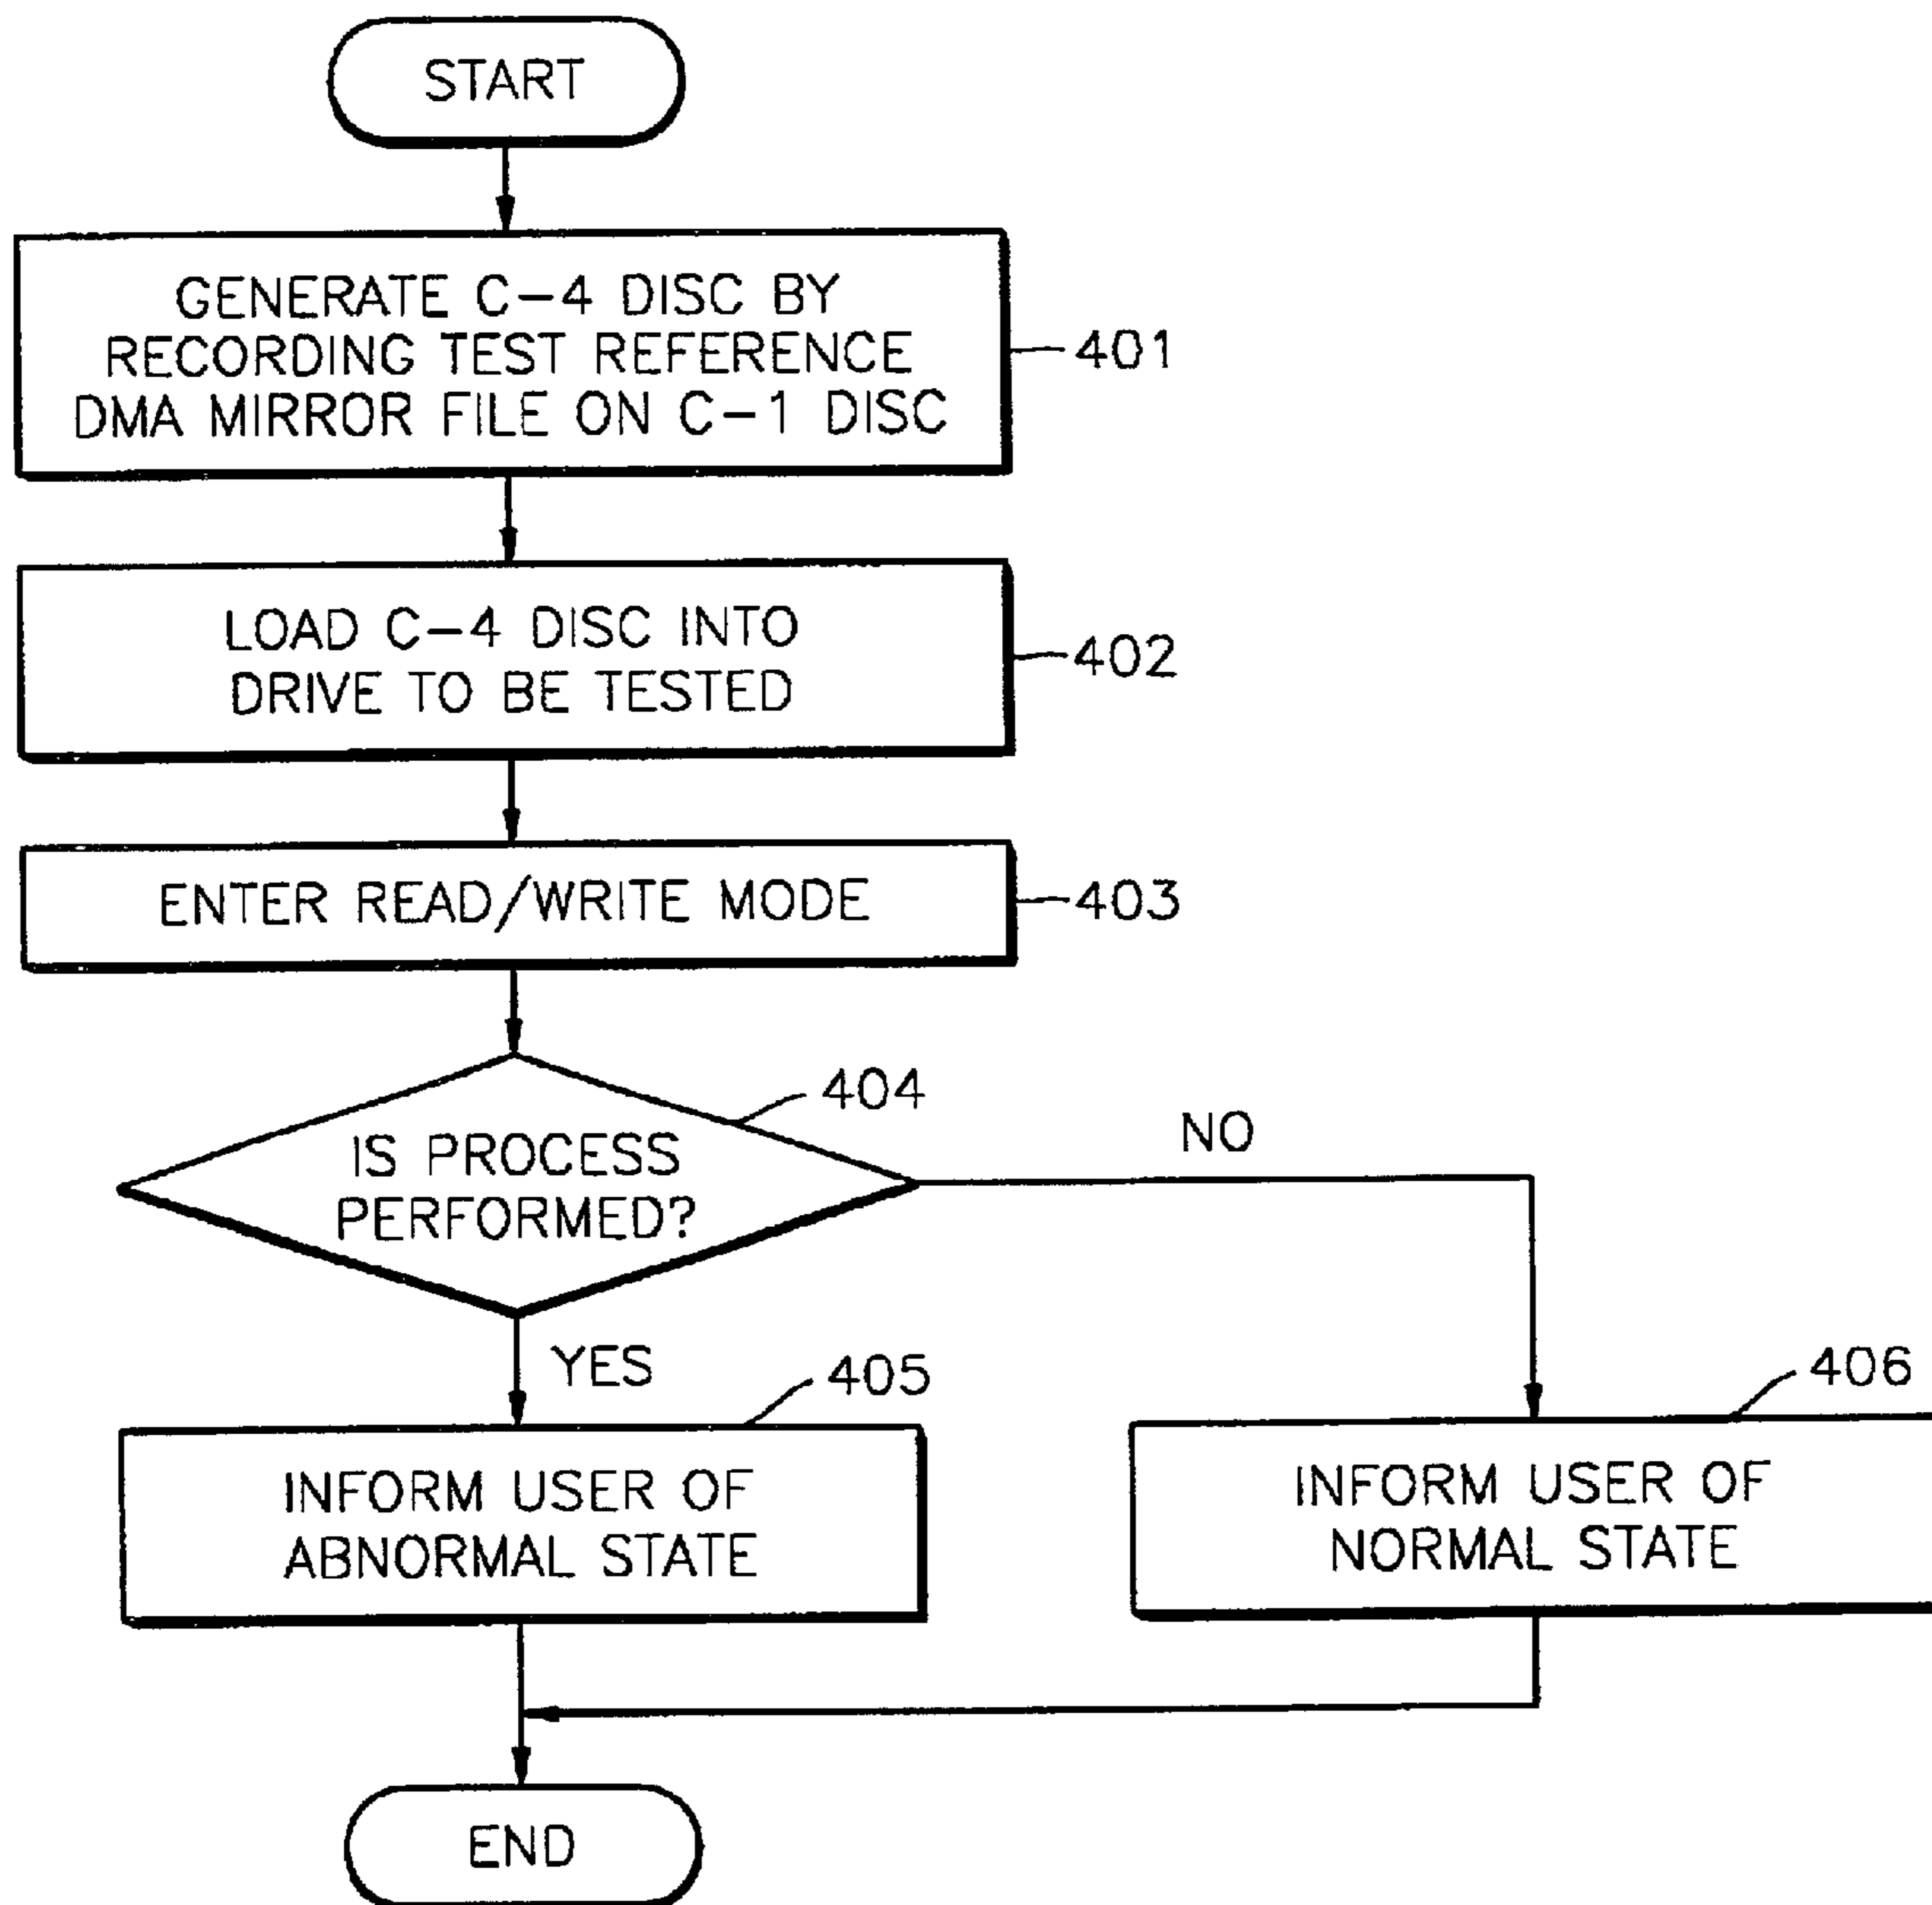 START
GENERATE C-4 DISC BY
RECORDING TEST REFERENCE
DMA MIRROR FILE ON C-1 DISC
401
LOAD C-4 DISC INTO
DRIVE TO BE TESTED
402
ENTER READ/WRITE MODE
403
404
IS PROCESS
PERFORMED?
NO
YES
405
INFORM USER OF
ABNORMAL STATE
406
INFORM USER OF
NORMAL STATE
END